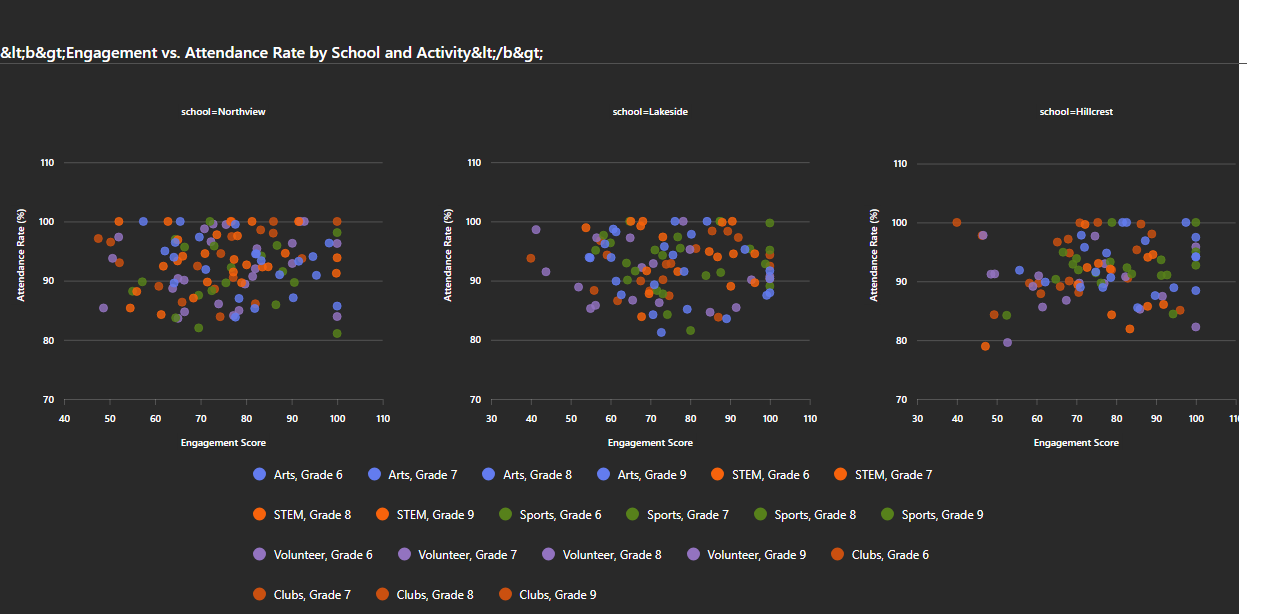 &lt;b&gt;Engagement vs. Attendance Rate by School and Activity&lt;/b&gt;
school=Northview school=Lakeside school=Hillcrest
110 110 110
100 100 100
90 90 90
80 80 80
70 70 70
Attendance Rate (%) Attendance Rate (%) Attendance Rate (%)
40 50 60 70 80 90 100 110 30 40 50 60 70 80 90 100 110 30 40 50 60 70 80 90 100
Engagement Score Engagement Score Engagement Score
Arts, Grade 6 Arts, Grade 7 Arts, Grade 8 Arts, Grade 9 STEM, Grade 6 STEM, Grade 7
STEM, Grade 8 STEM, Grade 9 Sports, Grade 6 Sports, Grade 7 Sports, Grade 8 Sports, Grade 9
Volunteer, Grade 6 Volunteer, Grade 7 Volunteer, Grade 8 Volunteer, Grade 9 Clubs, Grade 6
Clubs, Grade 7 Clubs, Grade 8 Clubs, Grade 9